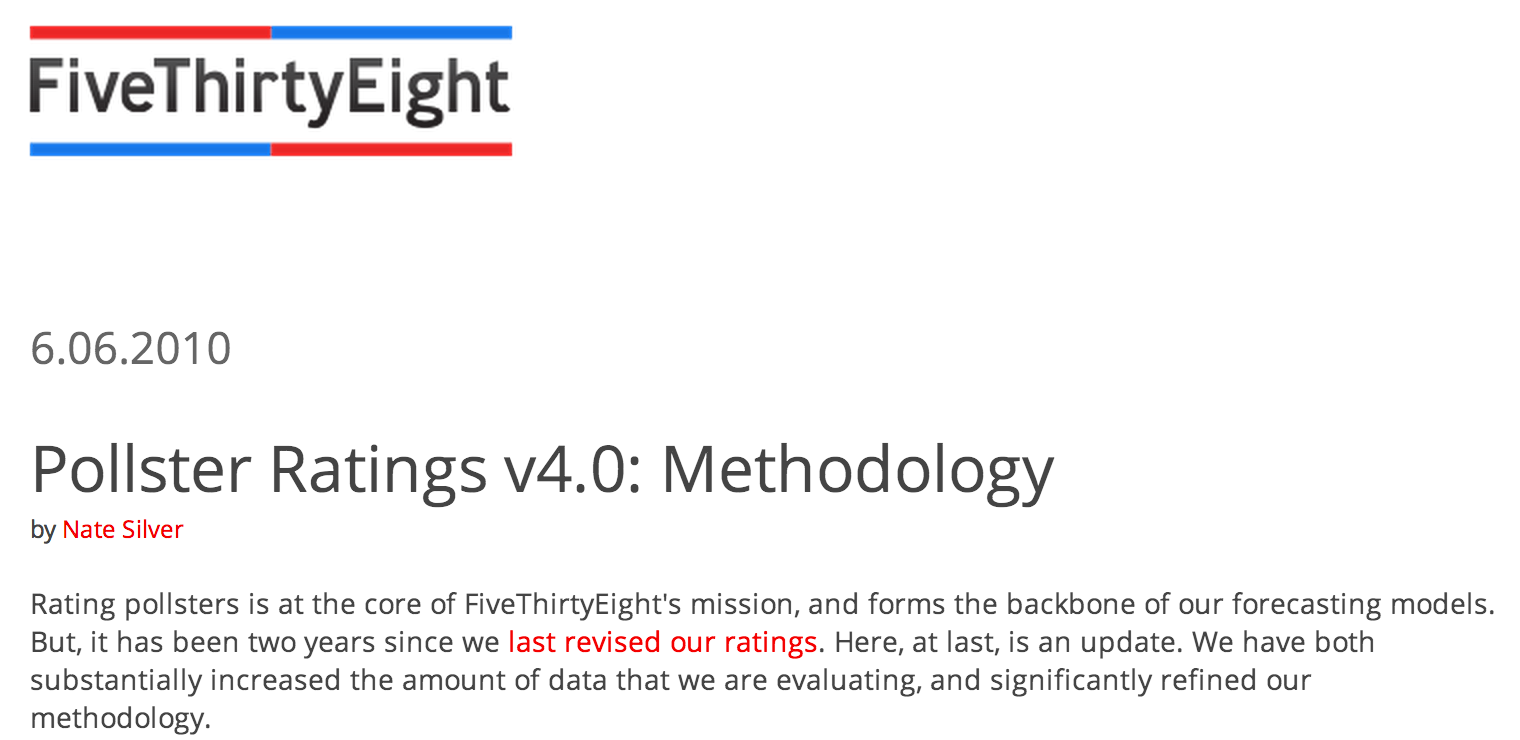 FiveThirtyEight
6.06.2010
Pollster Ratings v4.0: Methodology
by Nate Silver
Rating pollsters is at the core of FiveThirtyEight's mission, and forms the backbone of our forecasting models.
But, it has been two years since we last revised our ratings. Here, at last, is an update. We have both
substantially increased the amount of data that we are evaluating, and significantly refined our
methodology.